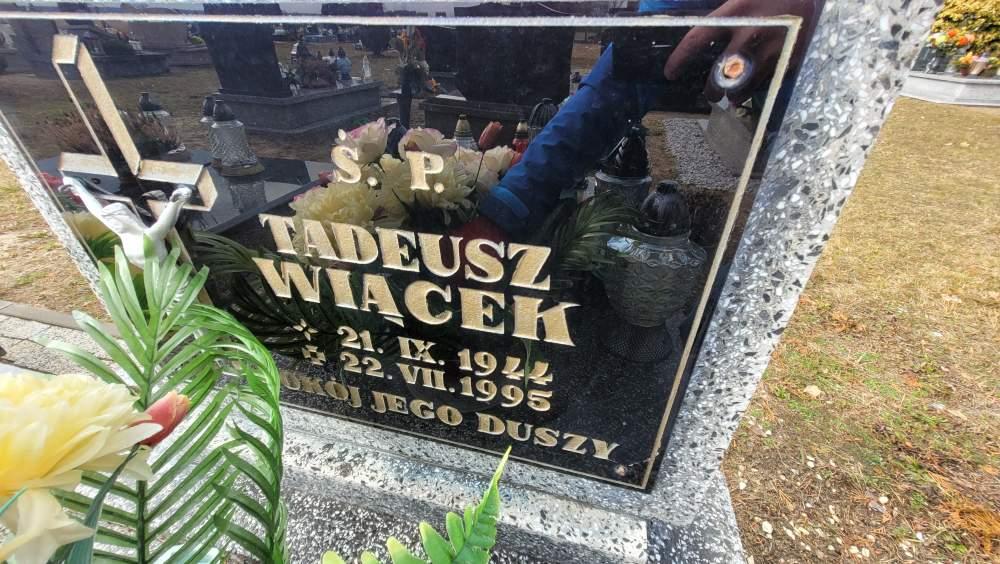 S. P.
TADEUSZ
WIĄCEK
21. IX. 1944
22. VII. 1995
POKÓJ JEGO DUSZY